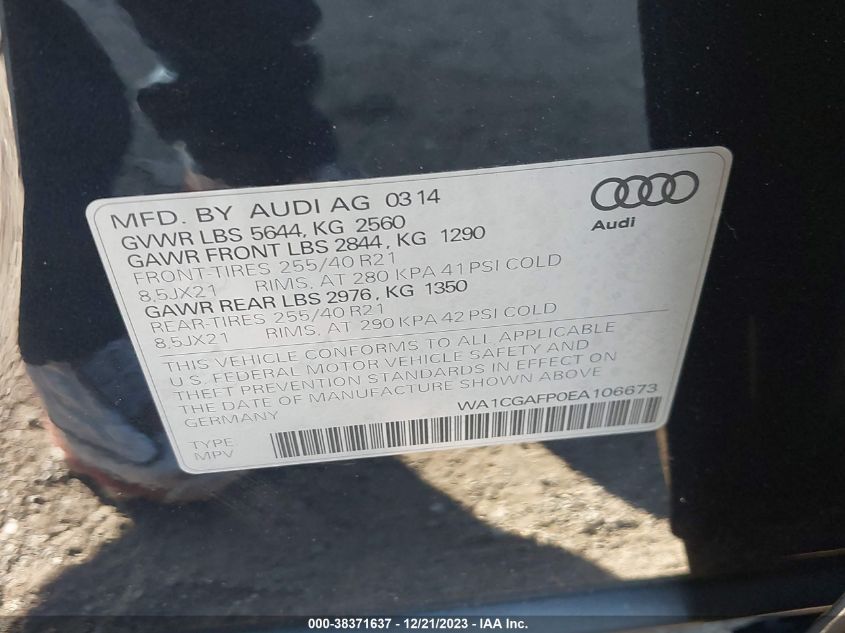 MFD. BY AUDI AG 03 14
GVWR LBS 5644, KG 2560
GAWR FRONT LBS 2844, KG 1290
FRONT-TIRES 255/40 R21
8,5JX21 RIMS, AT 280 KPA 41 PSI COLD
GAWR REAR LBS 2976, KG 1350
REAR-TIRES 255/40 R21
8,5JX21 RIMS, AT 290 KPA 42 PSI COLD
Audi
THIS VEHICLE CONFORMS TO ALL APPLICABLE
U.S. FEDERAL MOTOR VEHICLE SAFETY AND
THEFT PREVENTION STANDARDS IN EFFECT ON
THE DATE OF MANUFACTURE SHOWN ABOVE
GERMANY
WA1CGAFP0EA106673
TYPE
MPV
000-38371637 - 12/21/2023 - IAA Inc.